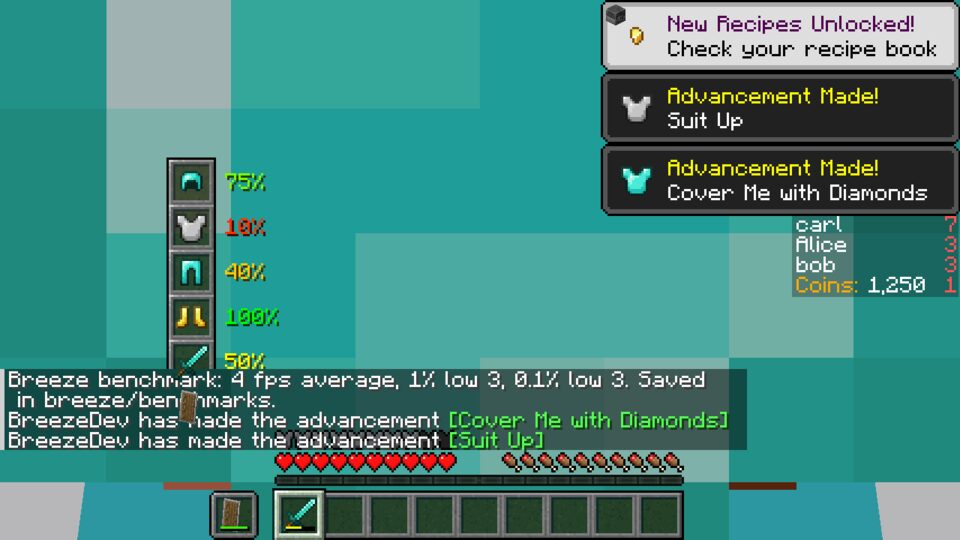 New Recipes Unlocked!
Check your recipe book
Advancement Made!
Suit Up
Advancement Made!
Cover Me with Diamonds
carl 7
Alice 3
bob 3
Coins: 1,250 1
75%
10%
40%
100%
50%
Breeze benchmark: 4 fps average, 1% low 3, 0.1% low 3. Saved
in breeze/benchmarks.
BreezeDev has made the advancement [Cover Me with Diamonds]
BreezeDev has made the advancement [Suit Up]